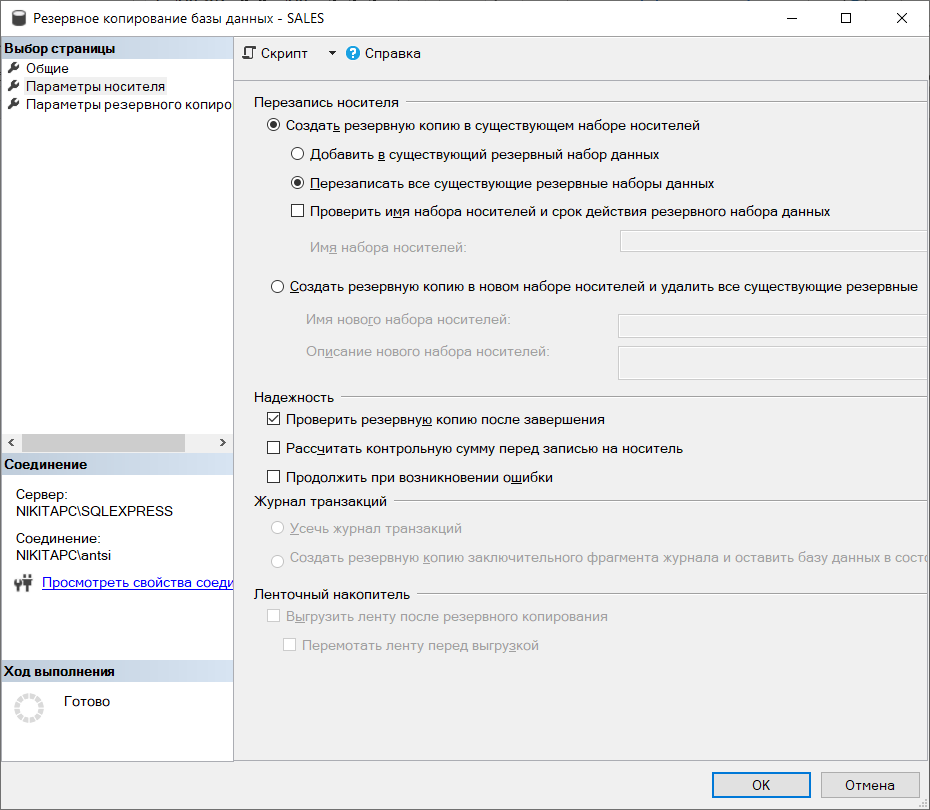 Резервное копирование базы данных - SALES
Выбор страницы
Общие
Параметры носителя
Параметры резервного копиро
Скрипт
Справка
Перезапись носителя
Создать резервную копию в существующем наборе носителей
Добавить в существующий резервный набор данных
Перезаписать все существующие резервные наборы данных
Проверить имя набора носителей и срок действия резервного набора данных
Имя набора носителей:
Создать резервную копию в новом наборе носителей и удалить все существующие резервные
Имя нового набора носителей:
Описание нового набора носителей:
Надежность
Проверить резервную копию после завершения
Рассчитать контрольную сумму перед записью на носитель
Продолжить при возникновении ошибки
Журнал транзакций
Усечь журнал транзакций
Создать резервную копию заключительного фрагмента журнала и оставить базу данных в состо
Ленточный накопитель
Выгрузить ленту после резервного копирования
Перемотать ленту перед выгрузкой
Соединение
Сервер:
NIKITAPC\SQLEXPRESS
Соединение:
NIKITAPC\antsi
Просмотреть свойства соеди
Ход выполнения
Готово
ОК
Отмена